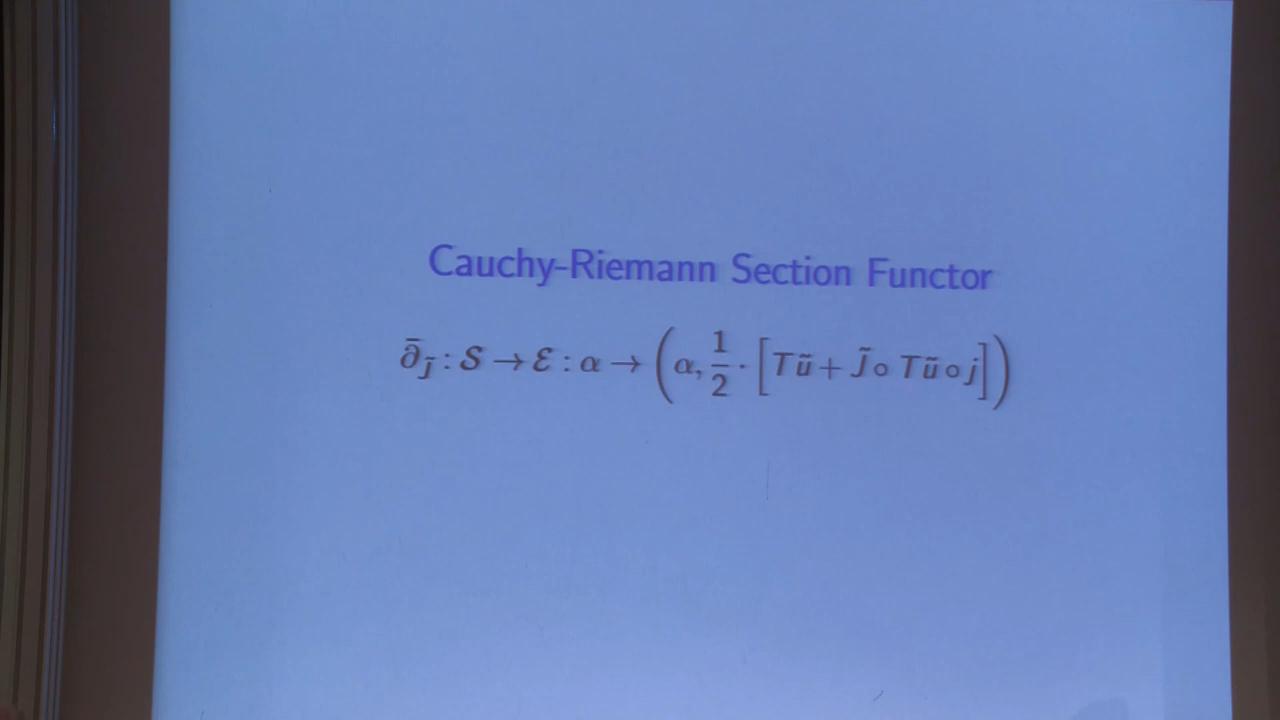 Cauchy-Riemann Section Functor
∂̄_J̃ : 𝒮 → ℰ : α → (α, 1/2 · [Tũ + J̃ ∘ Tũ ∘ j])